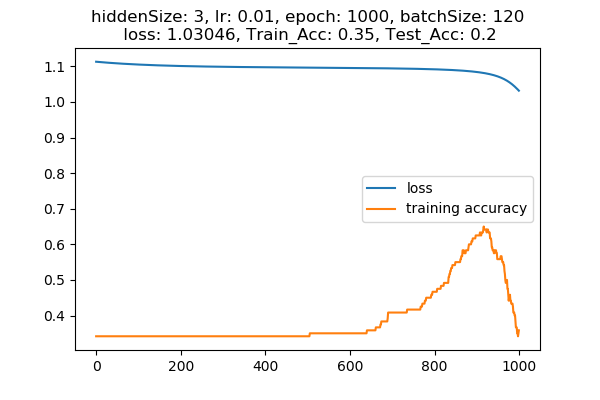 hiddenSize: 3, lr: 0.01, epoch: 1000, batchSize: 120
loss: 1.03046, Train_Acc: 0.35, Test_Acc: 0.2
1.1
1.0
0.9
0.8
0.7
0.6
0.5
0.4
loss
training accuracy
0 200 400 600 800 1000